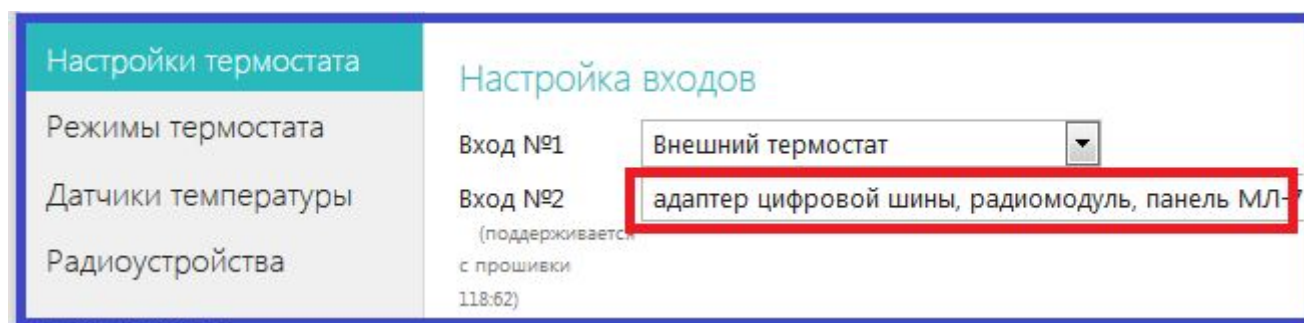 Настройки термостата
Режимы термостата
Датчики температуры
Радиоустройства
Настройка входов
Вход №1 Внешний термостат
Вход №2 адаптер цифровой шины, радиомодуль, панель МЛ-7
(поддерживается
с прошивки
118:62)